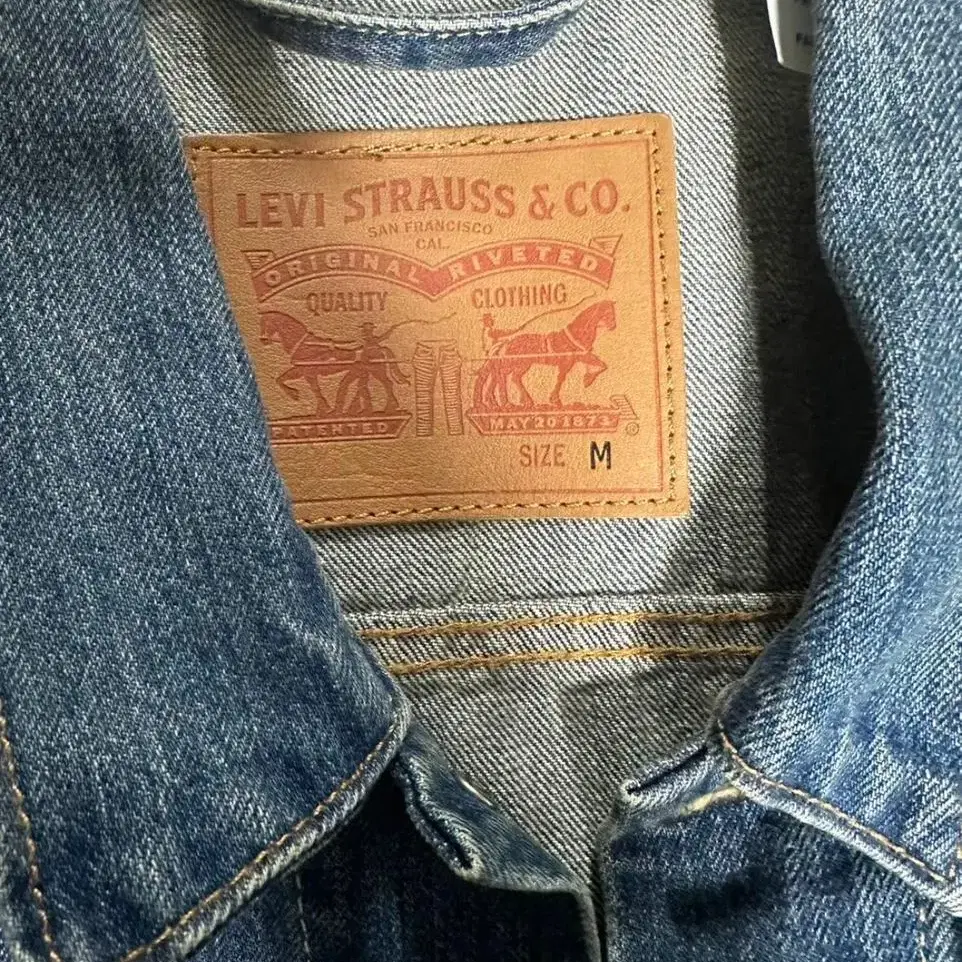 LEVI STRAUSS & CO.
SAN FRANCISCO
CAL.
ORIGINAL RIVETED
QUALITY CLOTHING
PATENTED MAY 20 1873
®
SIZE M